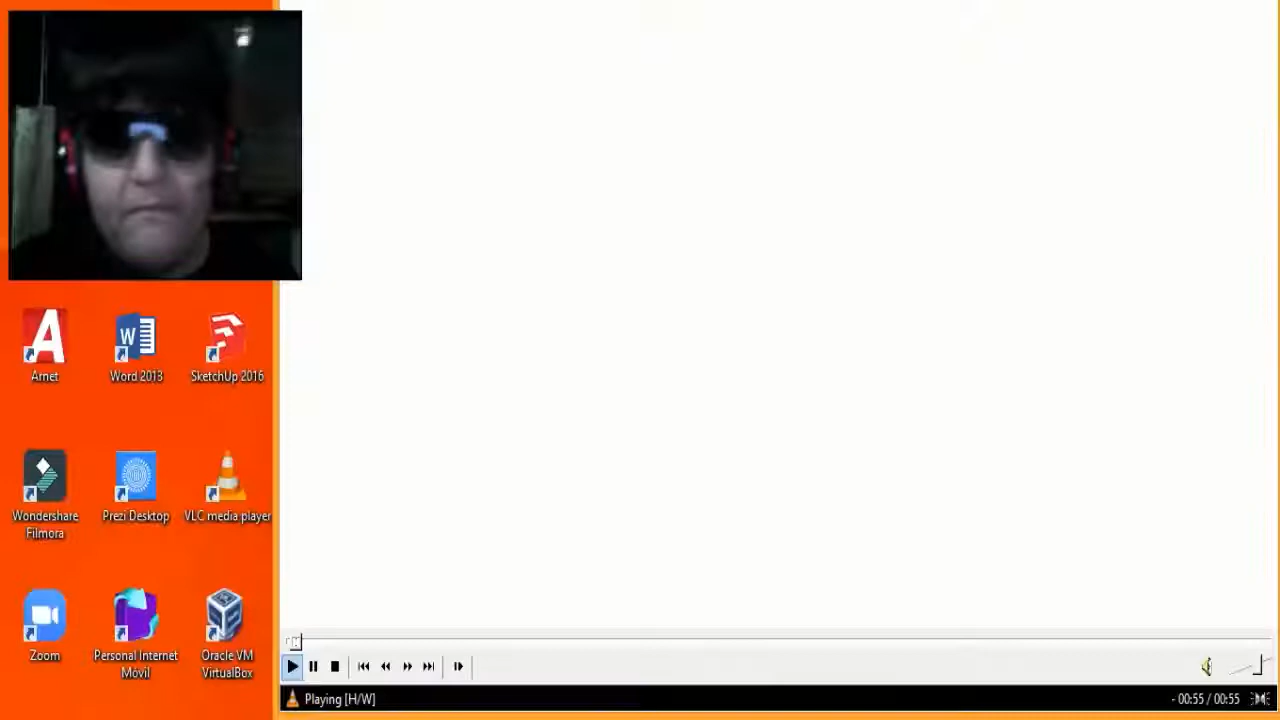 Arnet
Word 2013
SketchUp 2016
Wondershare
Filmora
Prezi Desktop
VLC media player
Zoom
Personal Internet
Móvil
Oracle VM
VirtualBox
Playing [H/W]
- 00:55 / 00:55